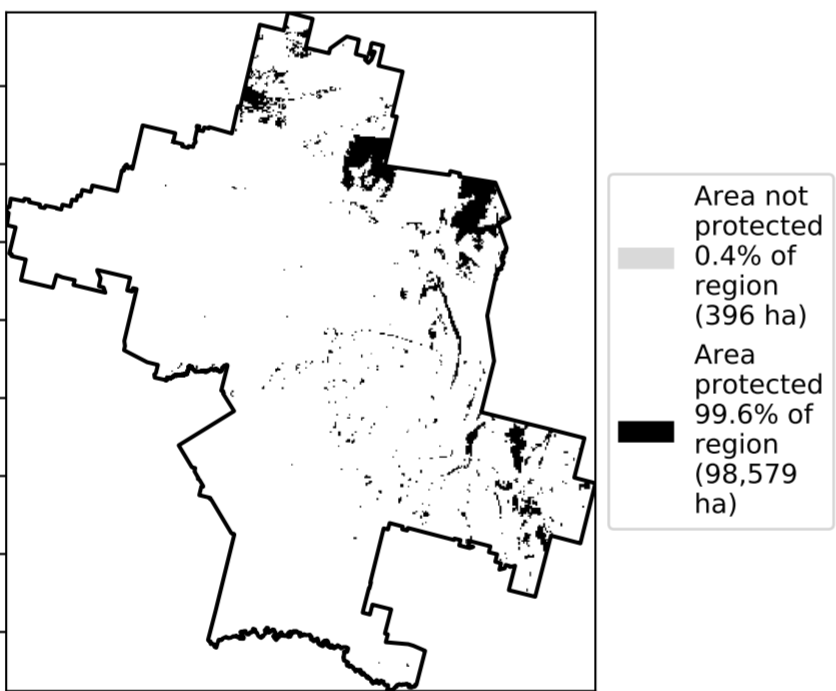 Area not
protected
0.4% of
region
(396 ha)
Area
protected
99.6% of
region
(98,579
ha)